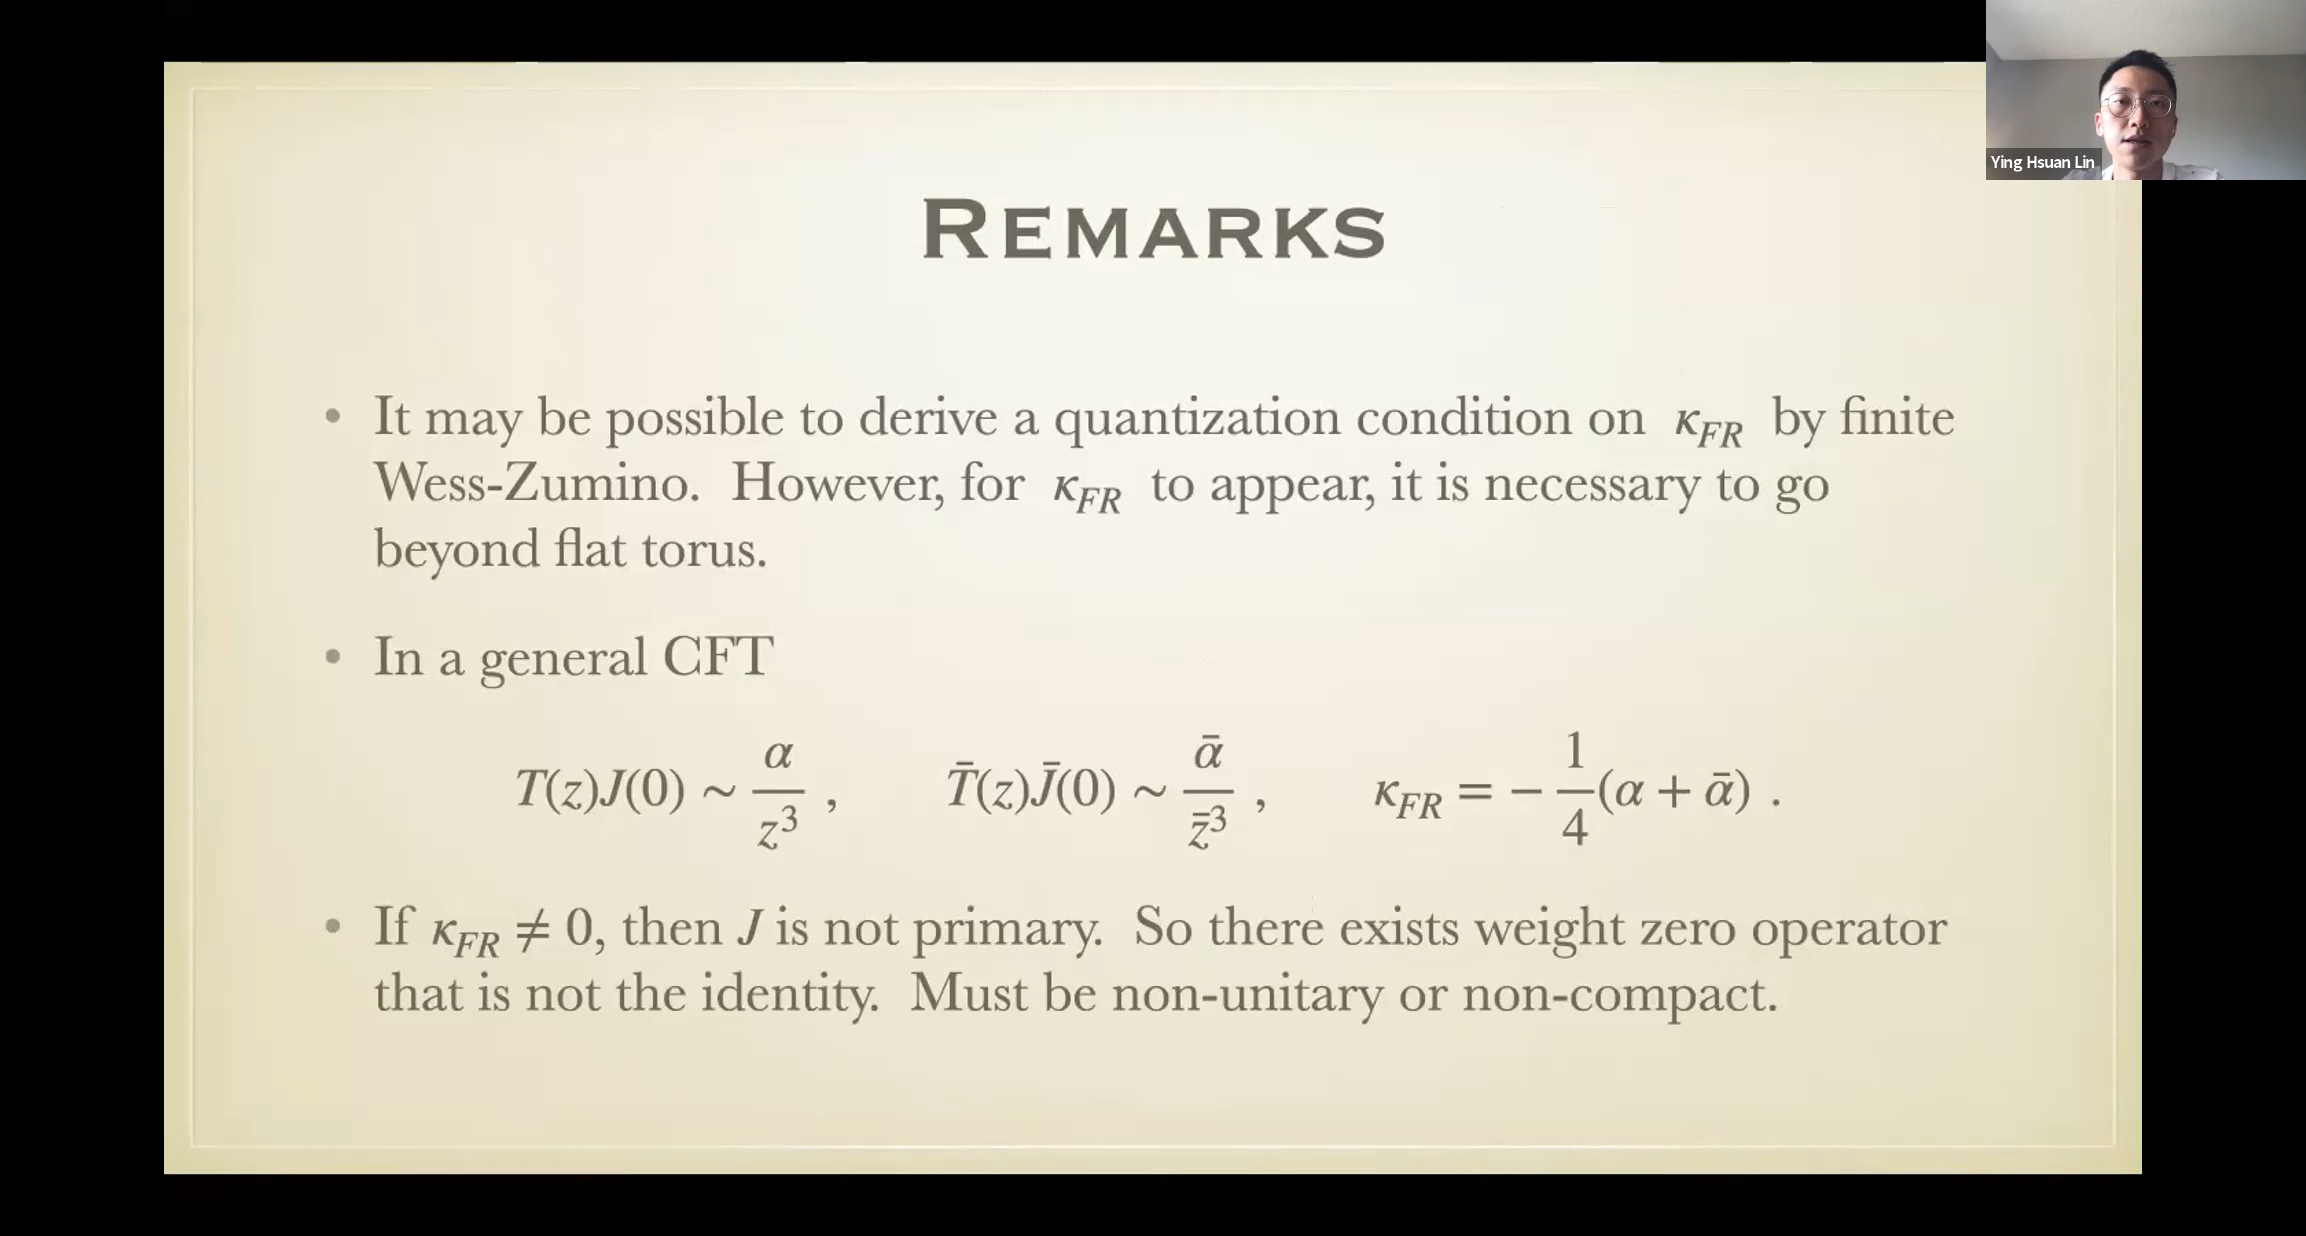 Ying Hsuan Lin
REMARKS
• It may be possible to derive a quantization condition on κ_FR by finite
Wess-Zumino. However, for κ_FR to appear, it is necessary to go
beyond flat torus.
• In a general CFT
T(z)J(0) ~ α/z³ , T̄(z)J̄(0) ~ ᾱ/z̄³ , κ_FR = − 1/4 (α + ᾱ) .
• If κ_FR ≠ 0, then J is not primary. So there exists weight zero operator
that is not the identity. Must be non-unitary or non-compact.